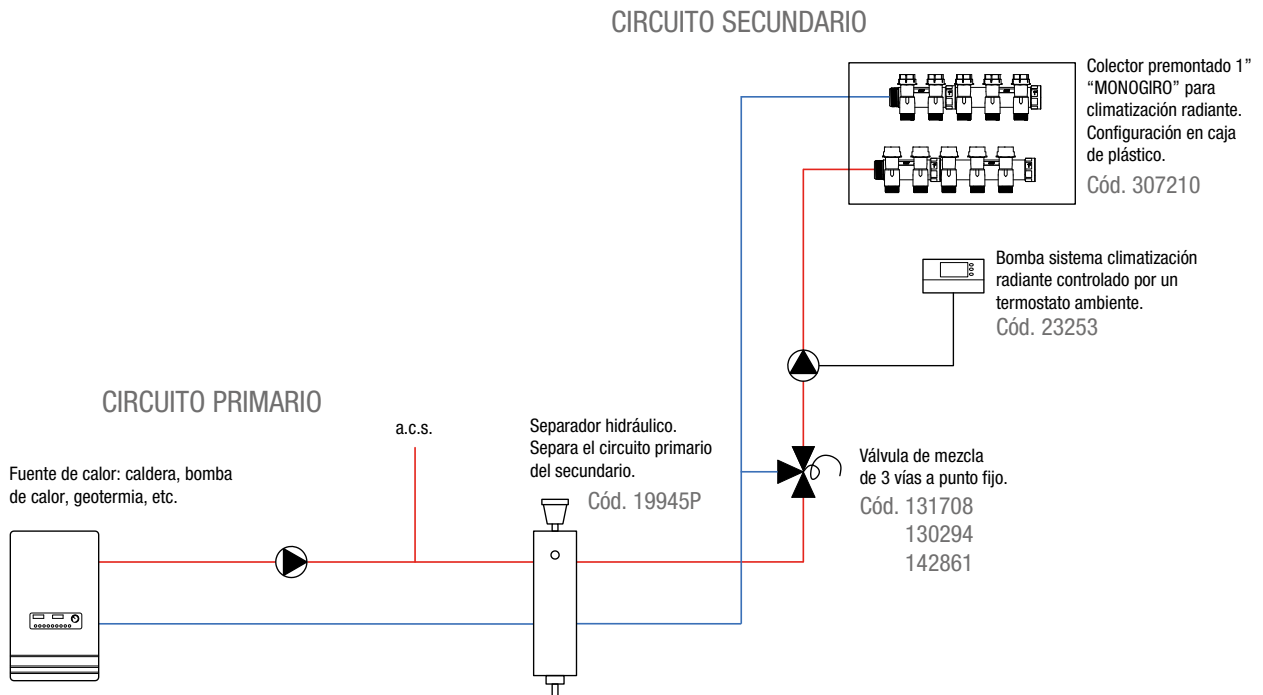 CIRCUITO SECUNDARIO
Colector premontado 1”
“MONOGIRO” para
climatización radiante.
Configuración en caja
de plástico.
Cód. 307210
Bomba sistema climatización
radiante controlado por un
termostato ambiente.
Cód. 23253
CIRCUITO PRIMARIO
a.c.s.
Separador hidráulico.
Separa el circuito primario
del secundario.
Cód. 19945P
Fuente de calor: caldera, bomba
de calor, geotermia, etc.
Válvula de mezcla
de 3 vías a punto fijo.
Cód. 131708
130294
142861